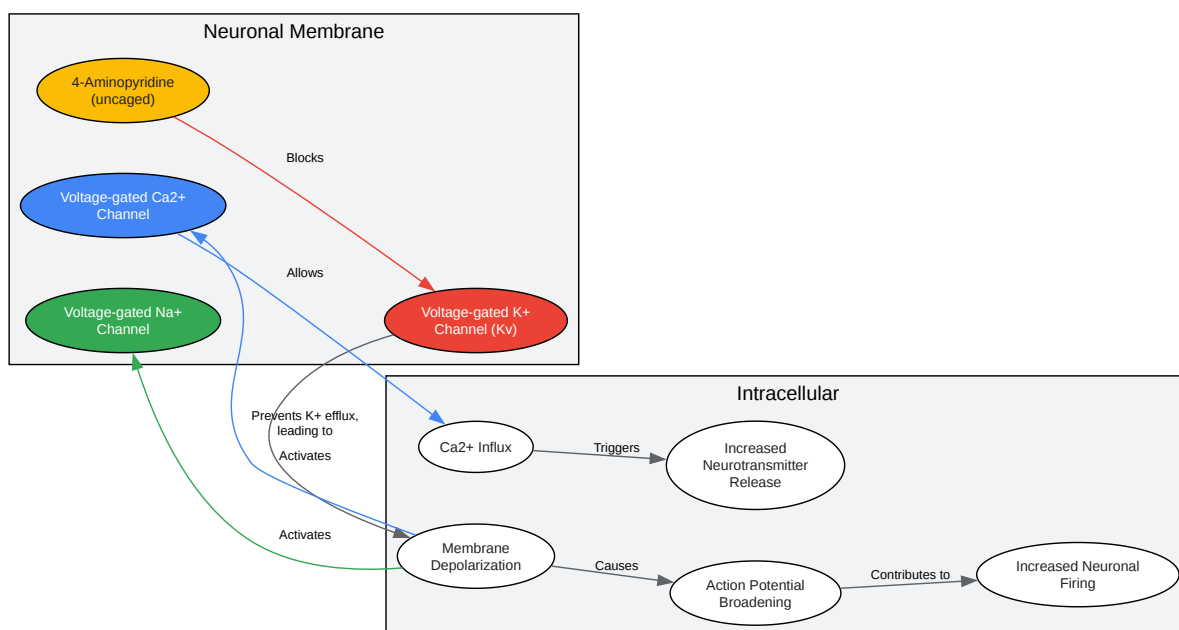 Neuronal Membrane
4-Aminopyridine
(uncaged)
Blocks
Voltage-gated Ca2+
Channel
Allows
Voltage-gated Na+
Channel
Voltage-gated K+
Channel (Kv)
Intracellular
Prevents K+ efflux,
leading to
Activates
Ca2+ Influx
Triggers
Increased
Neurotransmitter
Release
Activates
Membrane
Depolarization
Causes
Action Potential
Broadening
Contributes to
Increased Neuronal
Firing